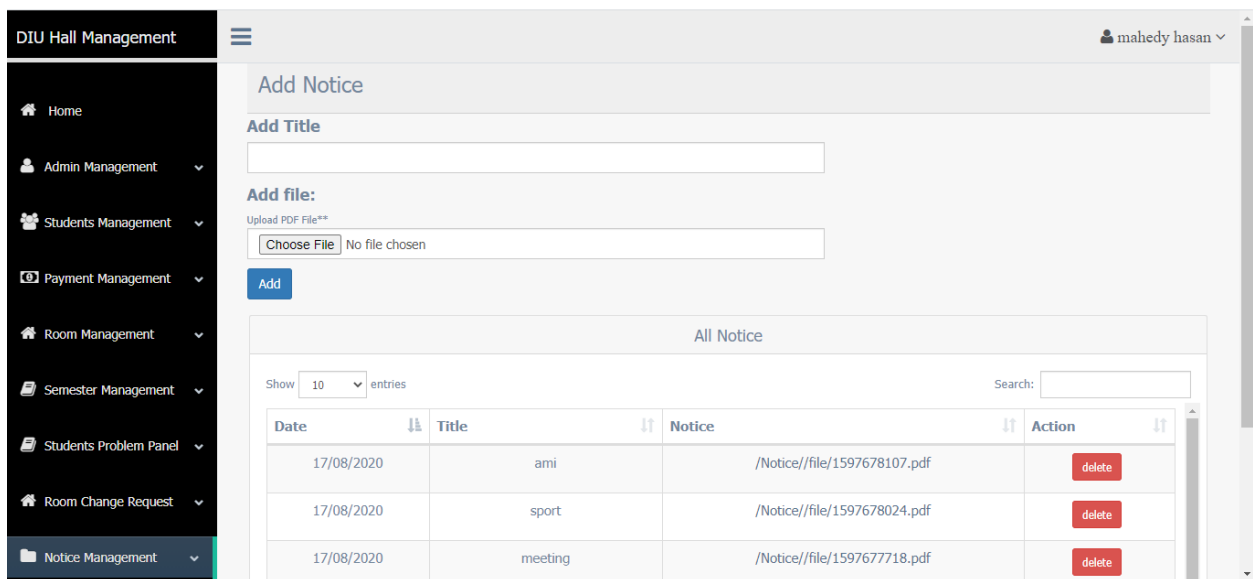 DIU Hall Management
mahedy hasan
Home
Admin Management
Students Management
Payment Management
Room Management
Semester Management
Students Problem Panel
Room Change Request
Notice Management
Add Notice
Add Title
Add file:
Upload PDF File**
Choose File No file chosen
Add
All Notice
Show 10 entries Search:
Date Title Notice Action
17/08/2020 ami /Notice//file/1597678107.pdf delete
17/08/2020 sport /Notice//file/1597678024.pdf delete
17/08/2020 meeting /Notice//file/1597677718.pdf delete